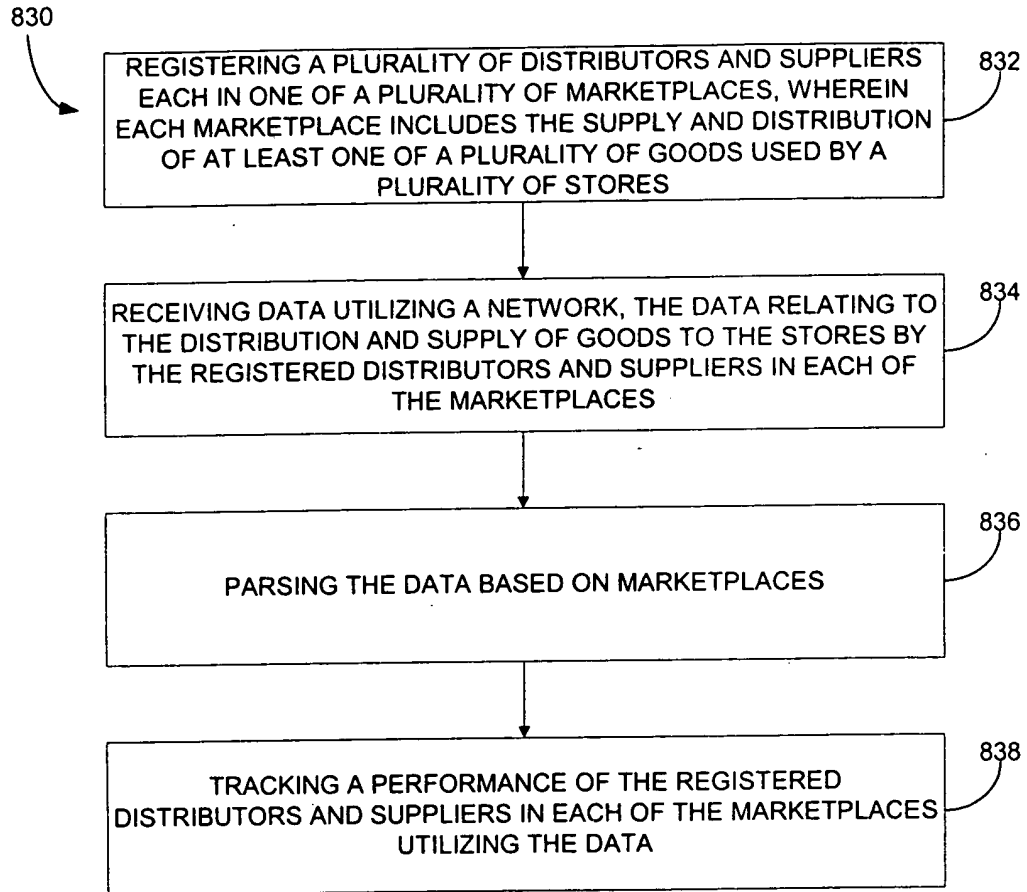 830
REGISTERING A PLURALITY OF DISTRIBUTORS AND SUPPLIERS
EACH IN ONE OF A PLURALITY OF MARKETPLACES, WHEREIN
EACH MARKETPLACE INCLUDES THE SUPPLY AND DISTRIBUTION
OF AT LEAST ONE OF A PLURALITY OF GOODS USED BY A
PLURALITY OF STORES
832
RECEIVING DATA UTILIZING A NETWORK, THE DATA RELATING TO
THE DISTRIBUTION AND SUPPLY OF GOODS TO THE STORES BY
THE REGISTERED DISTRIBUTORS AND SUPPLIERS IN EACH OF
THE MARKETPLACES
834
PARSING THE DATA BASED ON MARKETPLACES
836
TRACKING A PERFORMANCE OF THE REGISTERED
DISTRIBUTORS AND SUPPLIERS IN EACH OF THE MARKETPLACES
UTILIZING THE DATA
838